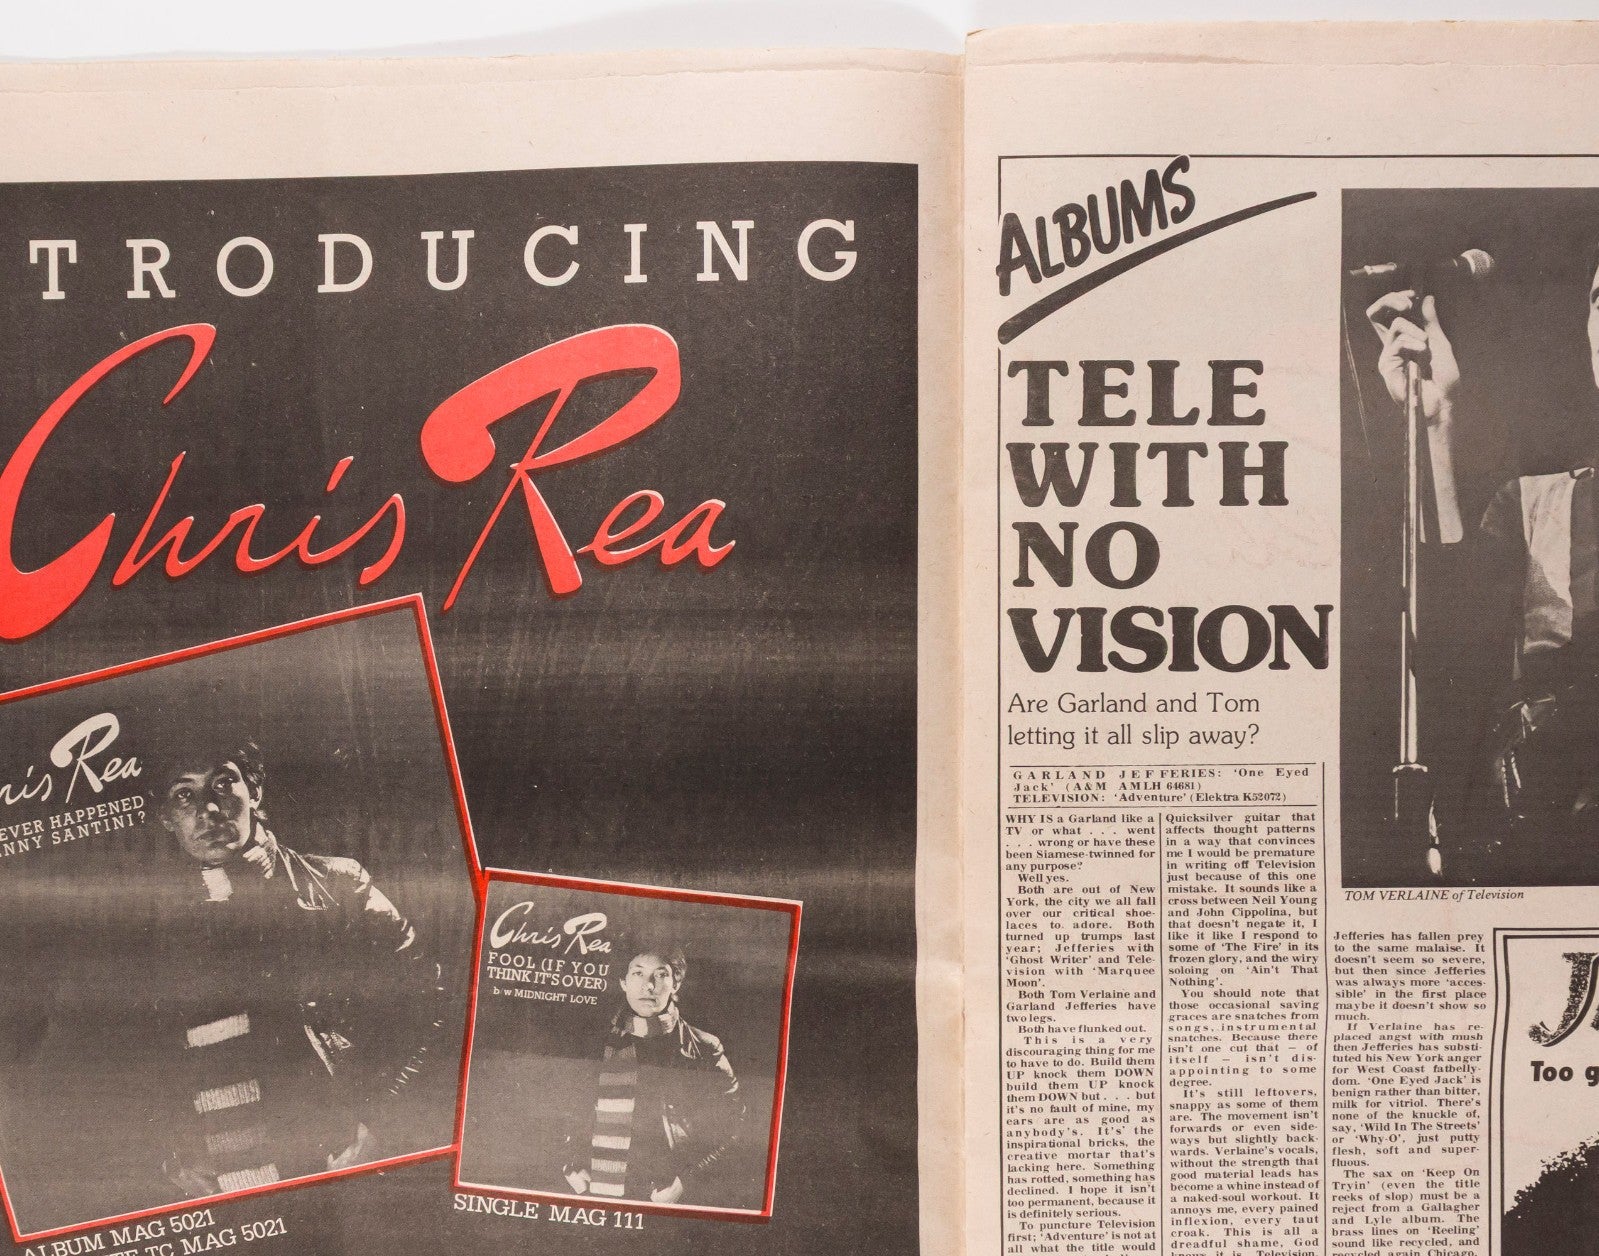 TRODUCING
Chris Rea
ris Rea
EVER HAPPENED
NNY SANTINI?
Chris Rea
FOOL (IF YOU
THINK IT'S OVER)
b/w MIDNIGHT LOVE
ALBUM MAG 5021
TC MAG 5021
SINGLE MAG 111
ALBUMS
TELE
WITH
NO
VISION
Are Garland and Tom
letting it all slip away?
GARLAND JEFFERIES: 'One Eyed
Jack' (A&M AMLH 64681)
TELEVISION: 'Adventure' (Elektra K52072)
WHY IS a Garland like a
TV or what . . . went
. . . wrong or have these
been Siamese-twinned for
any purpose?
Well yes.
Both are out of New
York, the city we all fall
over our critical shoe-
laces to adore. Both
turned up trumps last
year; Jefferies with
'Ghost Writer' and Tele-
vision with 'Marquee
Moon'.
Both Tom Verlaine and
Garland Jefferies have
two legs.
Both have flunked out.
This is a very
discouraging thing for me
to have to do. Build them
UP knock them DOWN
build them UP knock
them DOWN but . . . but
it's no fault of mine, my
ears are as good as
anybody's. It's the
inspirational bricks, the
creative mortar that's
lacking here. Something
has rotted, something has
declined. I hope it isn't
too permanent, because it
is definitely serious.
To puncture Television
first; 'Adventure' is not at
all what the title would
Quicksilver guitar that
affects thought patterns
in a way that convinces
me I would be premature
in writing off Television
just because of this one
mistake. It sounds like a
cross between Neil Young
and John Cippolina, but
that doesn't negate it, I
like it like I respond to
some of 'The Fire' in its
frozen glory, and the wiry
soloing on 'Ain't That
Nothing'.
You should note that
those occasional saving
graces are snatches from
songs, instrumental
snatches. Because there
isn't one cut that – of
itself – isn't dis-
appointing to some
degree.
It's still leftovers,
snappy as some of them
are. The movement isn't
forwards or even side-
ways but slightly back-
wards. Verlaine's vocals,
without the strength that
good material leads has
become a whine instead of
a naked-soul workout. It
annoys me, every pained
inflexion, every taut
croak. This is all a
dreadful shame, God
knows it is. Television,
TOM VERLAINE of Television
Jefferies has fallen prey
to the same malaise. It
doesn't seem so severe,
but then since Jefferies
was always more 'acces-
sible' in the first place
maybe it doesn't show so
much.
If Verlaine has re-
placed angst with mush
then Jefferies has substi-
tuted his New York anger
for West Coast fatbelly-
dom. 'One Eyed Jack' is
benign rather than bitter,
milk for vitriol. There's
none of the knuckle of,
say, 'Wild In The Streets'
or 'Why-O', just putty
flesh, soft and super-
fluous.
The sax on 'Keep On
Tryin' (even the title
reeks of slop) must be a
reject from a Gallagher
and Lyle album. The
brass lines on 'Reeling'
sound like recycled, and
recycled again Chicago.
Too g